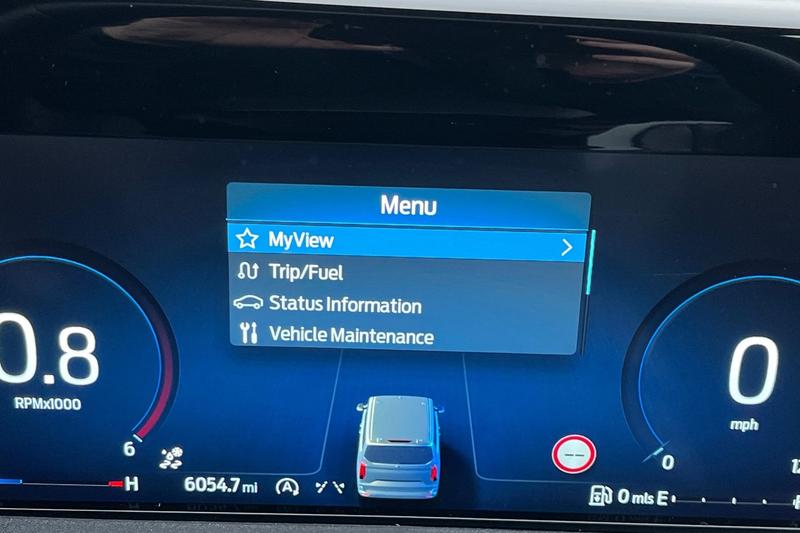 Menu
MyView
Trip/Fuel
Status Information
Vehicle Maintenance
0.8
RPMx1000
6
0
mph
0
H
6054.7 mi
A
--
0 mls E